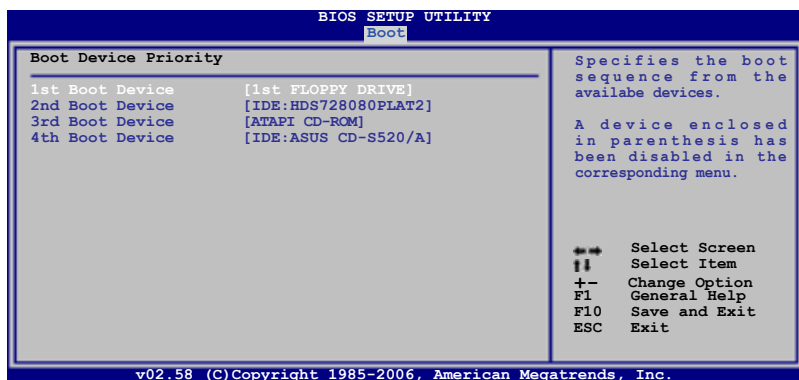 BIOS SETUP UTILITY
Boot
Boot Device Priority
1st Boot Device [1st FLOPPY DRIVE]
2nd Boot Device [IDE:HDS728080PLAT2]
3rd Boot Device [ATAPI CD-ROM]
4th Boot Device [IDE:ASUS CD-S520/A]
Specifies the boot
sequence from the
availabe devices.
A device enclosed
in parenthesis has
been disabled in the
corresponding menu.
←→ Select Screen
↑↓ Select Item
+- Change Option
F1 General Help
F10 Save and Exit
ESC Exit
v02.58 (C)Copyright 1985-2006, American Megatrends, Inc.